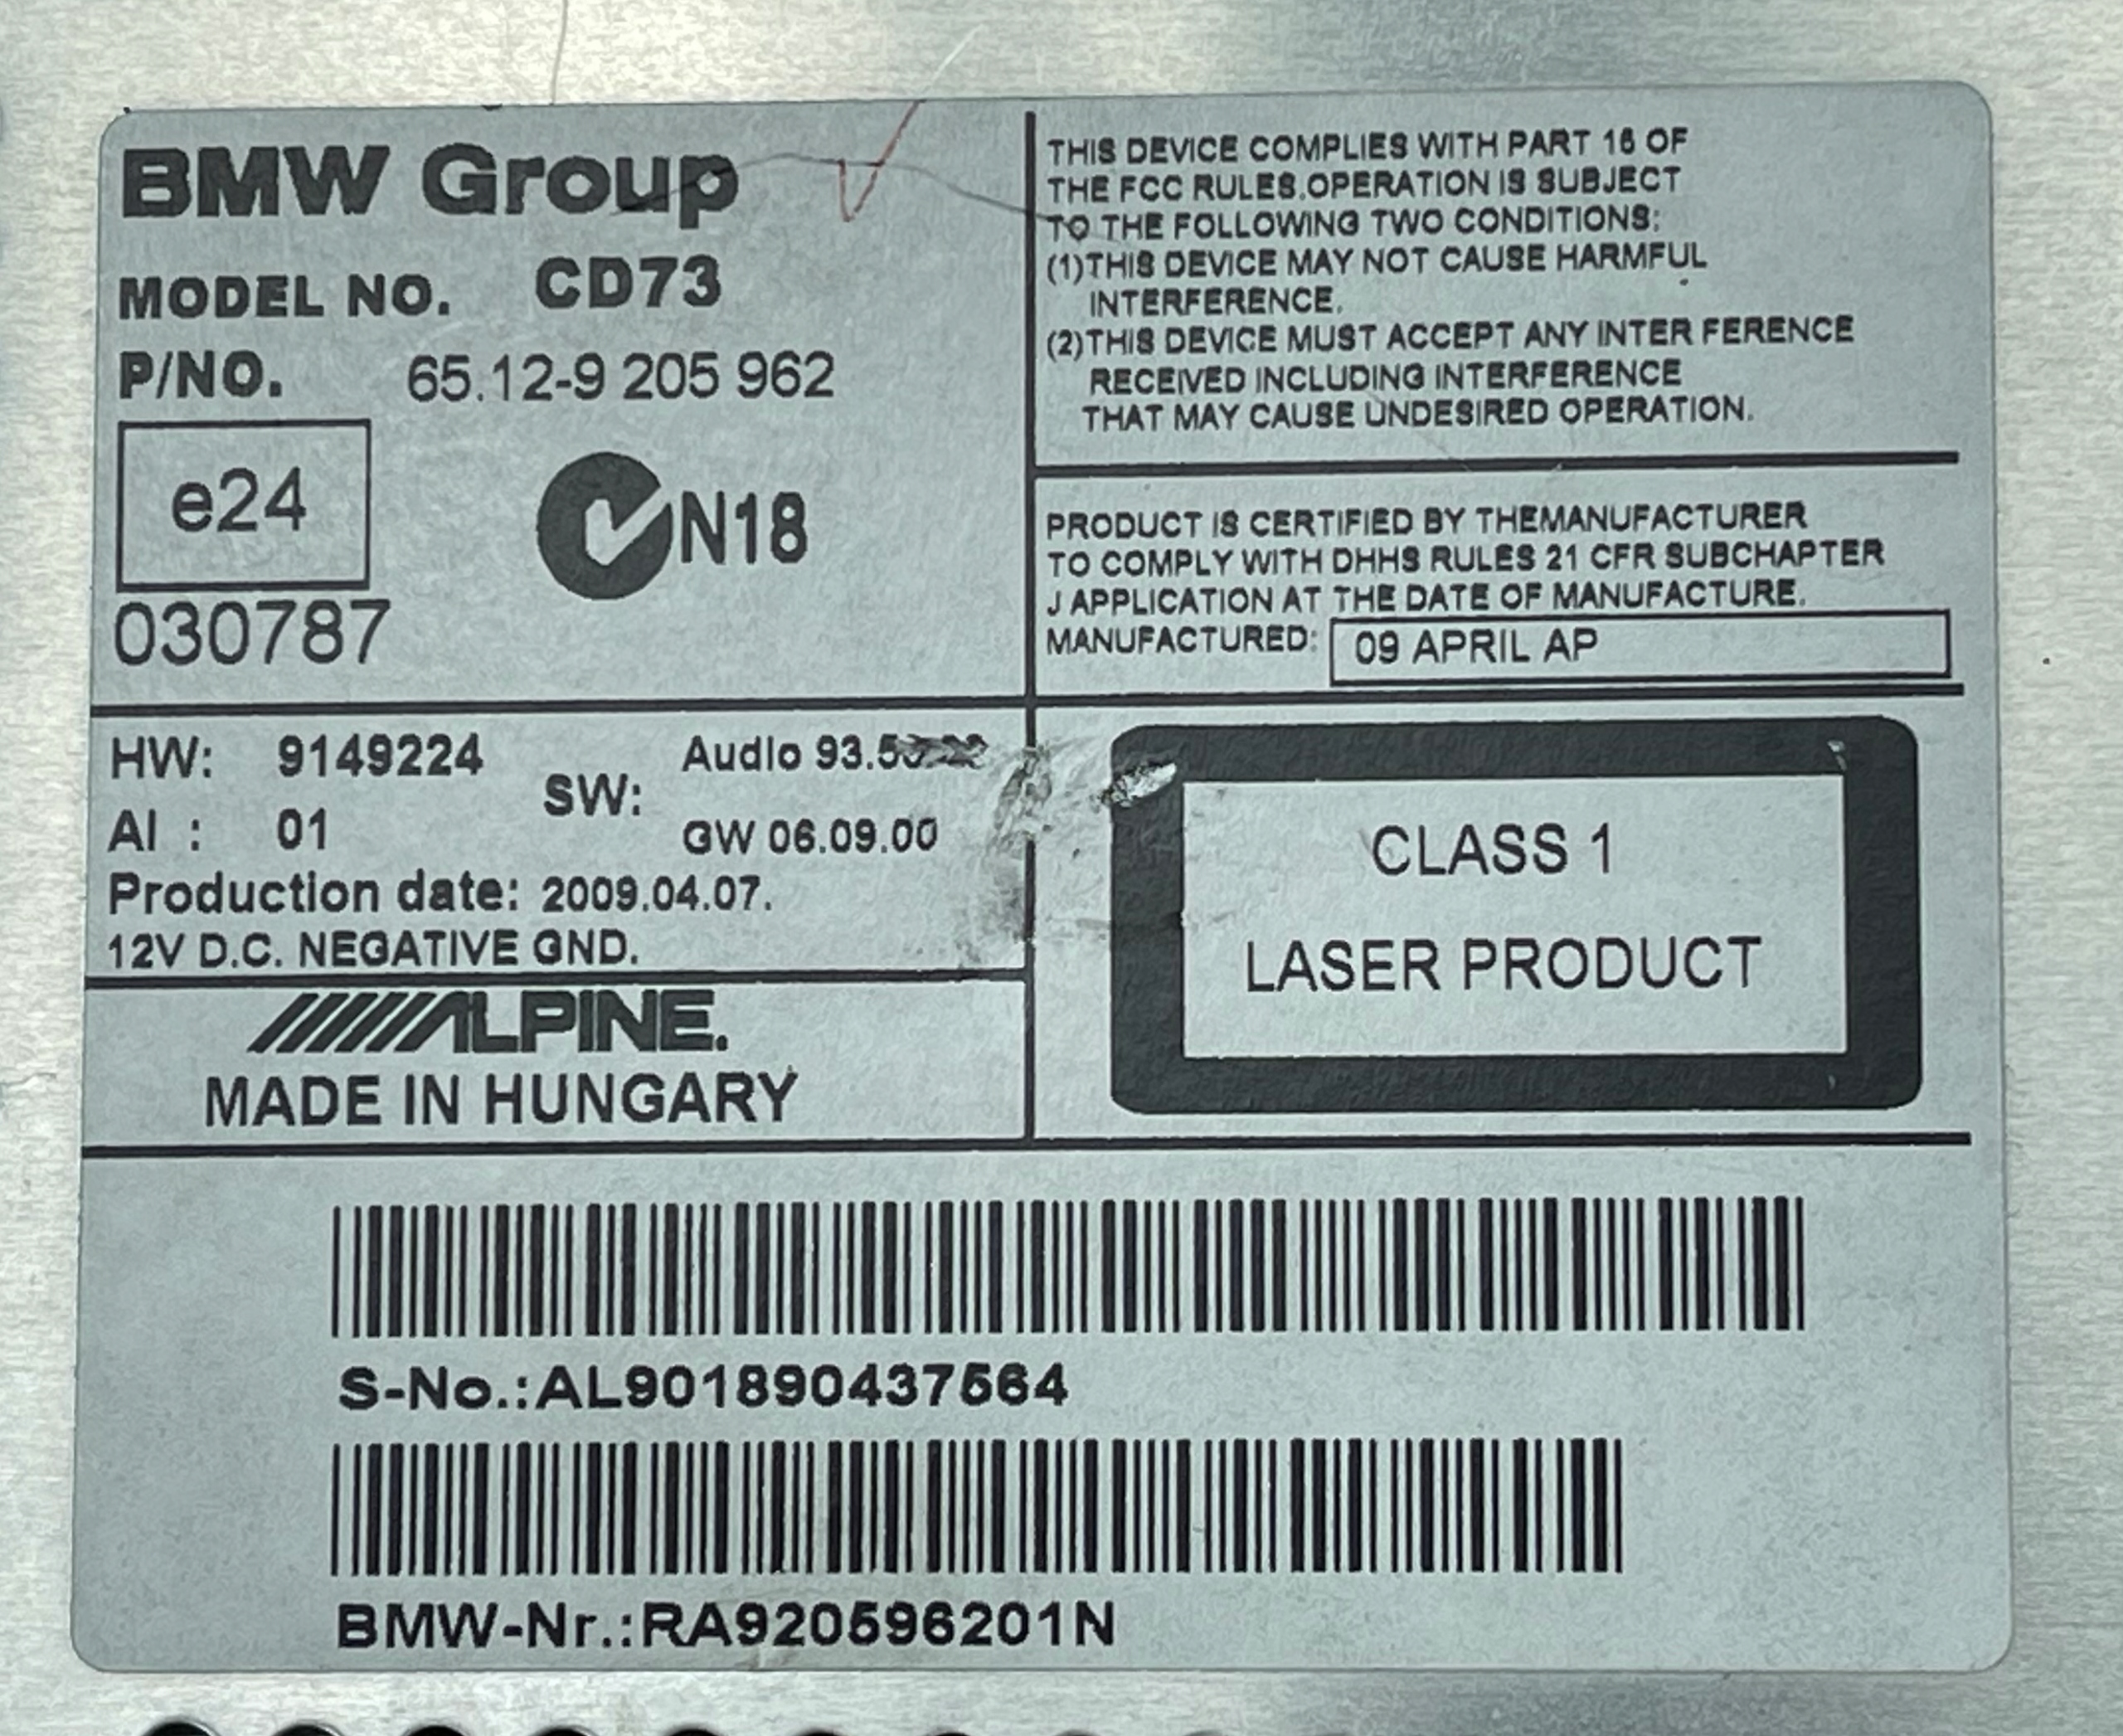 BMW Group
MODEL NO. CD73
P/NO. 65.12-9 205 962
e24
N18
030787
THIS DEVICE COMPLIES WITH PART 15 OF
THE FCC RULES.OPERATION IS SUBJECT
TO THE FOLLOWING TWO CONDITIONS:
(1)THIS DEVICE MAY NOT CAUSE HARMFUL
INTERFERENCE.
(2)THIS DEVICE MUST ACCEPT ANY INTER FERENCE
RECEIVED INCLUDING INTERFERENCE
THAT MAY CAUSE UNDESIRED OPERATION.
PRODUCT IS CERTIFIED BY THEMANUFACTURER
TO COMPLY WITH DHHS RULES 21 CFR SUBCHAPTER
J APPLICATION AT THE DATE OF MANUFACTURE.
MANUFACTURED: 09 APRIL AP
HW: 9149224
AI : 01
SW: Audio
GW 06.09.00
Production date: 2009.04.07.
12V D.C. NEGATIVE GND.
ALPINE.
MADE IN HUNGARY
CLASS 1
LASER PRODUCT
S-No.:AL901890437564
BMW-Nr.:RA920596201N